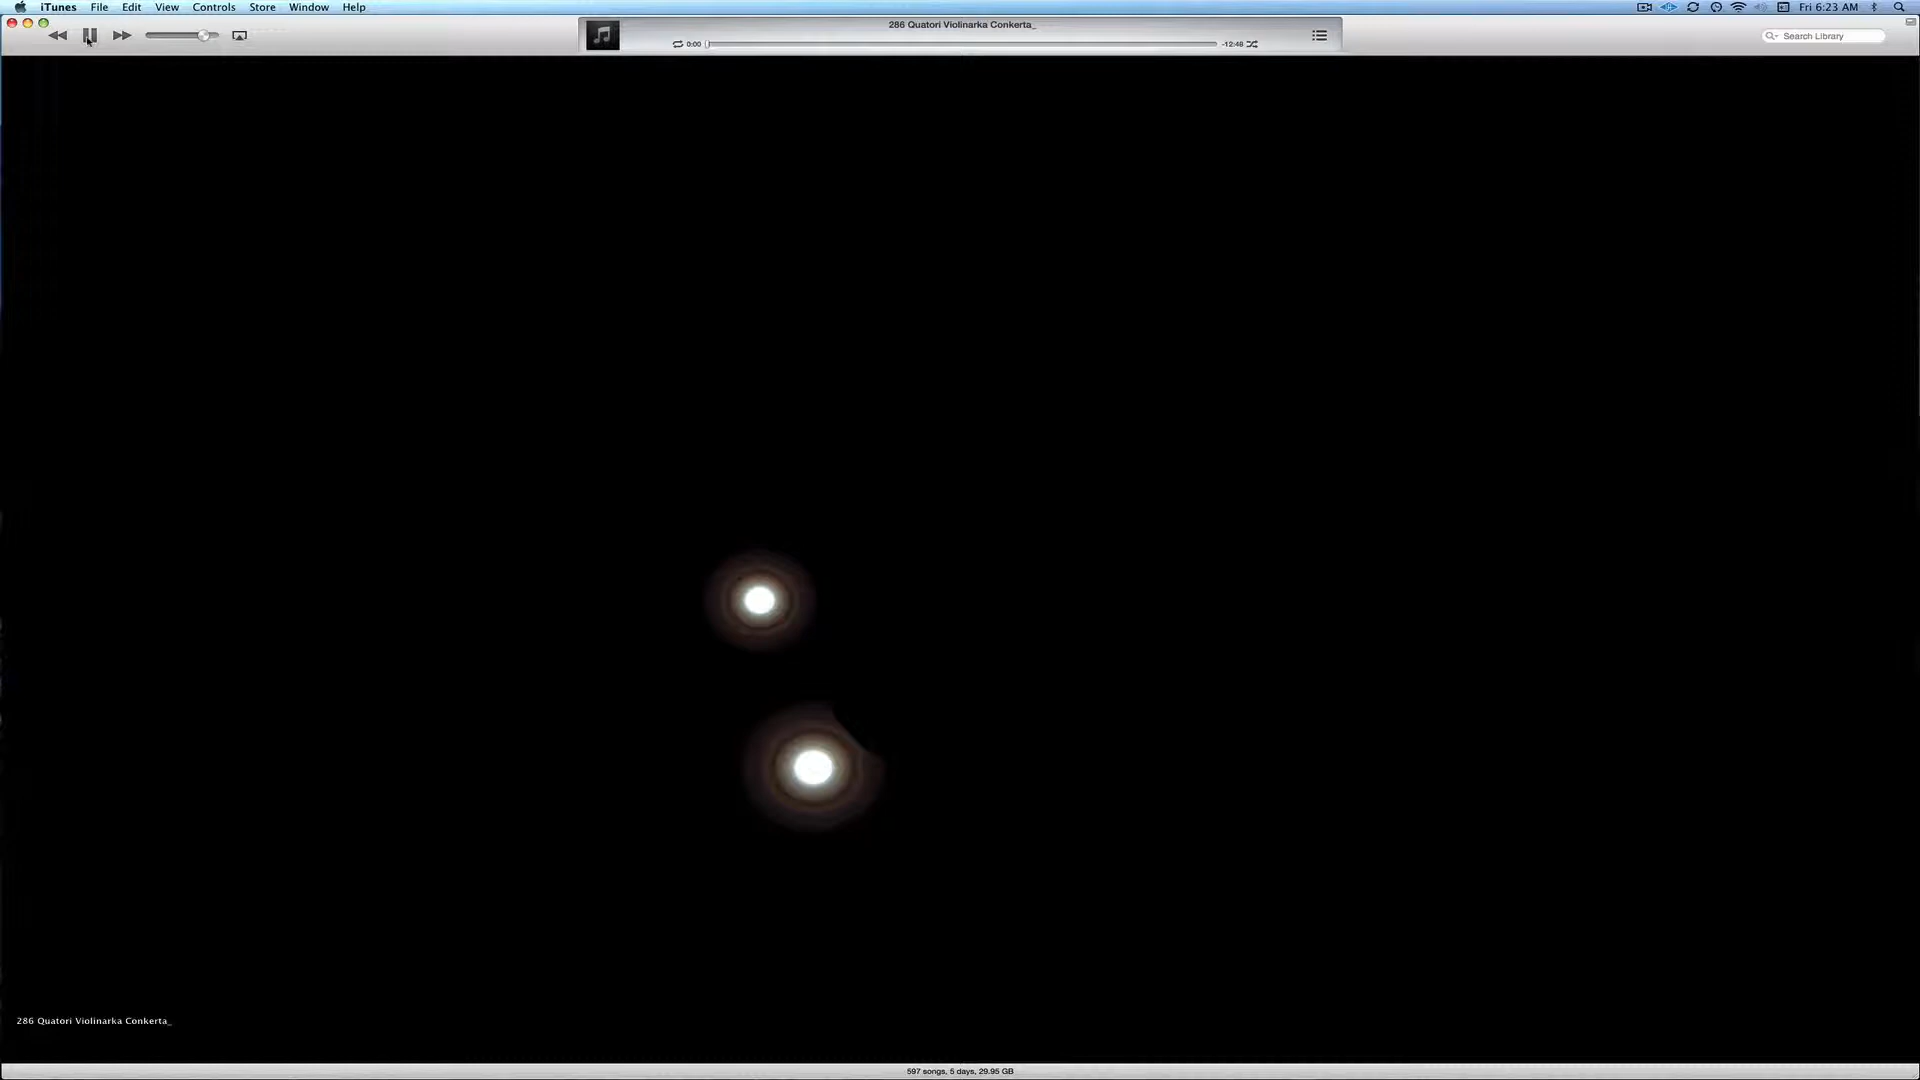 iTunes File Edit View Controls Store Window Help
Fri 6:23 AM
286 Quatori Violinarka Conkerta_
0:00
-12:48
Search Library
286 Quatori Violinarka Conkerta_
597 songs, 5 days, 29.95 GB